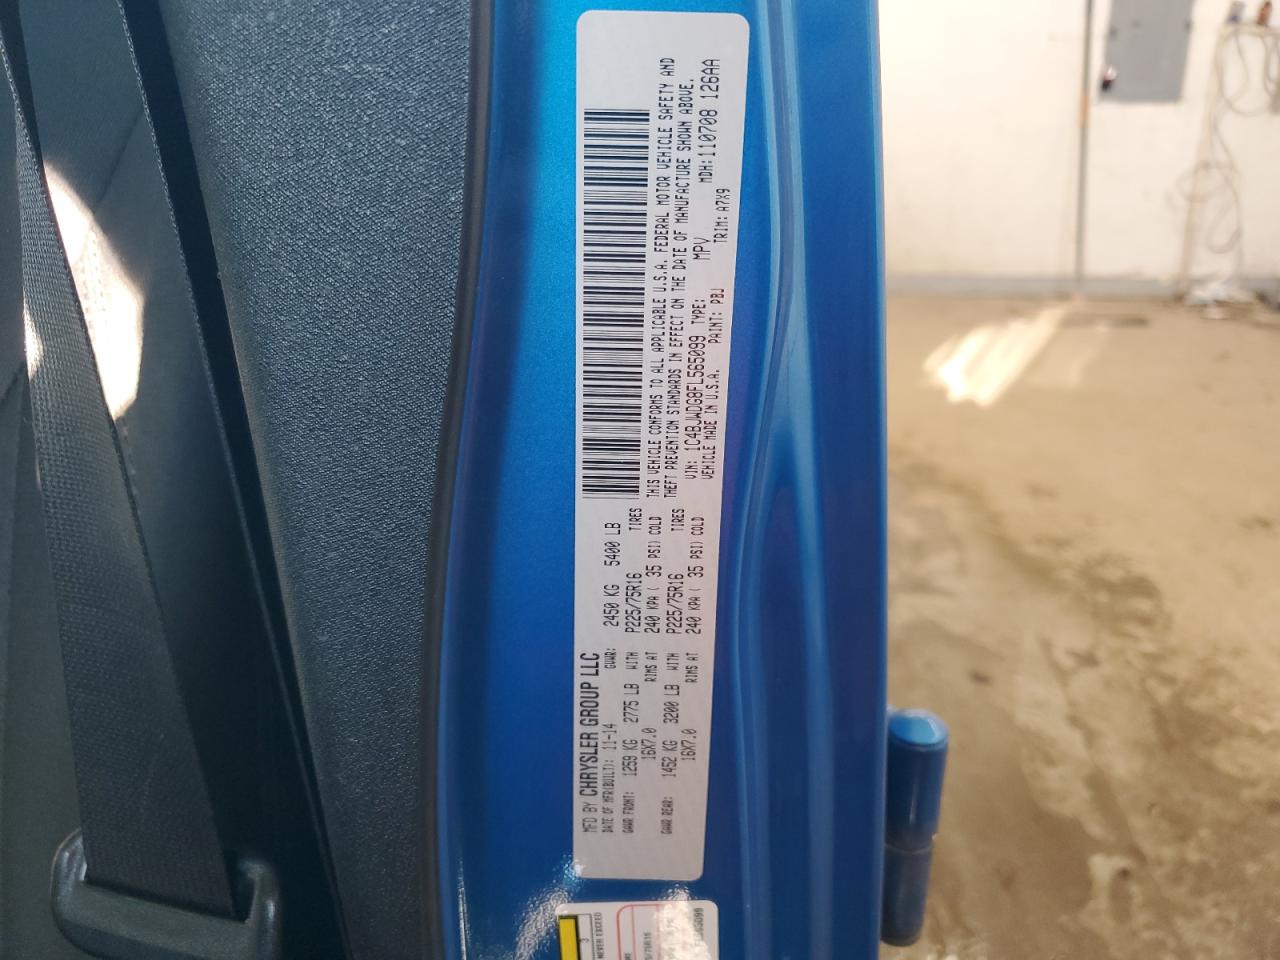 MFD BY CHRYSLER GROUP LLC
DATE OF MFR(BUILT): 11-14 GVWR: 2450 KG 5400 LB
GAWR FRONT: 1259 KG 2775 LB WITH P225/75R16 TIRES
16X7.0 RIMS AT 240 KPA ( 35 PSI) COLD
GAWR REAR: 1452 KG 3200 LB WITH P225/75R16 TIRES
16X7.0 RIMS AT 240 KPA ( 35 PSI) COLD
THIS VEHICLE CONFORMS TO ALL APPLICABLE U.S.A. FEDERAL MOTOR VEHICLE SAFETY AND
THEFT PREVENTION STANDARDS IN EFFECT ON THE DATE OF MANUFACTURE SHOWN ABOVE.
VIN: 1C4BJWDG8FL565099 TYPE: MPV MDH: 110708 126AA
VEHICLE MADE IN U.S.A. PAINT: PBJ TRIM: A7X9
NEVER EXCEED